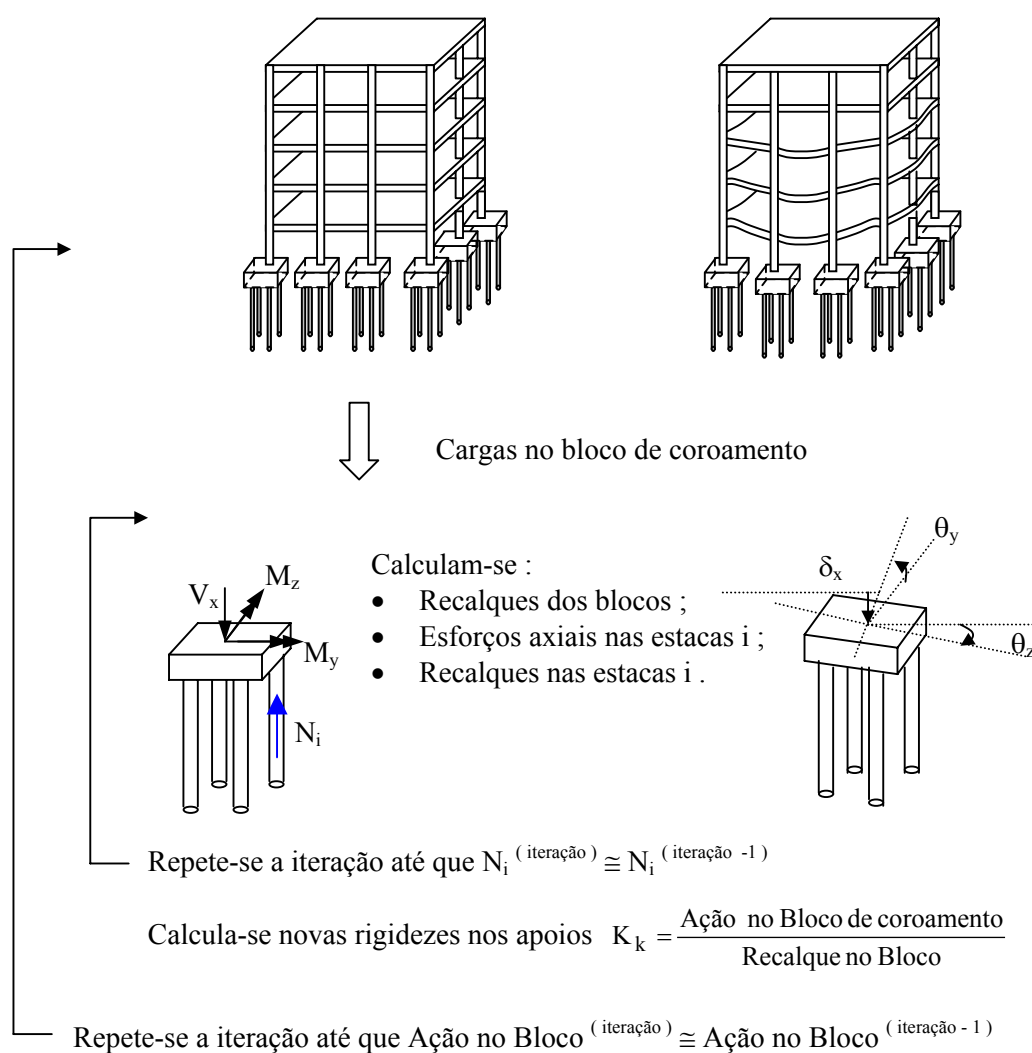 Cargas no bloco de coroamento
Calculam-se :
• Recalques dos blocos ;
• Esforços axiais nas estacas i ;
• Recalques nas estacas i .
V_x
M_z
M_y
N_i
δ_x
θ_y
θ_z
Repete-se a iteração até que N_i^( iteração ) ≅ N_i^( iteração -1 )
Calcula-se novas rigidezes nos apoios K_k = Ação no Bloco de coroamento / Recalque no Bloco
Repete-se a iteração até que Ação no Bloco^( iteração ) ≅ Ação no Bloco^( iteração - 1 )